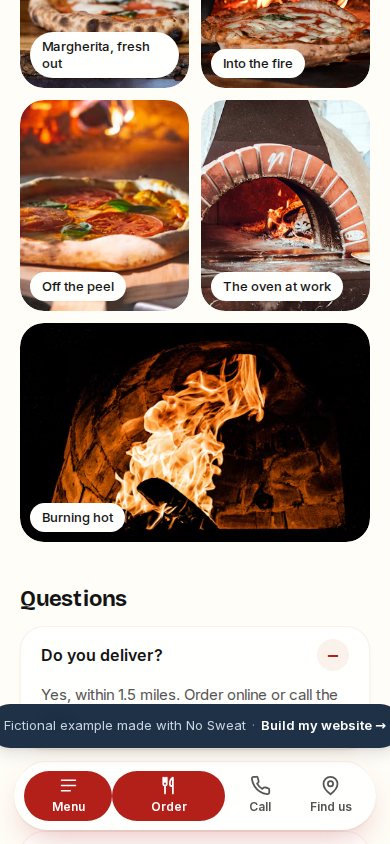 Margherita, fresh
out
Into the fire
Off the peel
The oven at work
Burning hot
Questions
Do you deliver?
Yes, within 1.5 miles. Order online or call the
Fictional example made with No Sweat · Build my website →
Menu
Order
Call
Find us